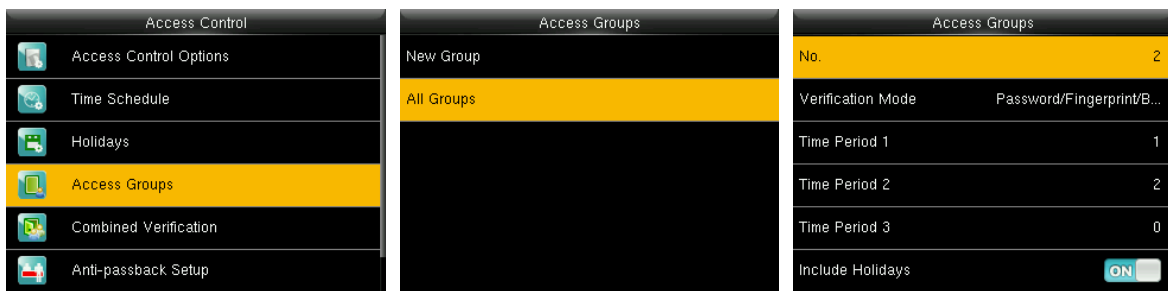 Access Control
Access Control Options
Time Schedule
Holidays
Access Groups
Combined Verification
Anti-passback Setup
Access Groups
New Group
All Groups
Access Groups
No. 2
Verification Mode Password/Fingerprint/B...
Time Period 1 1
Time Period 2 2
Time Period 3 0
Include Holidays ON